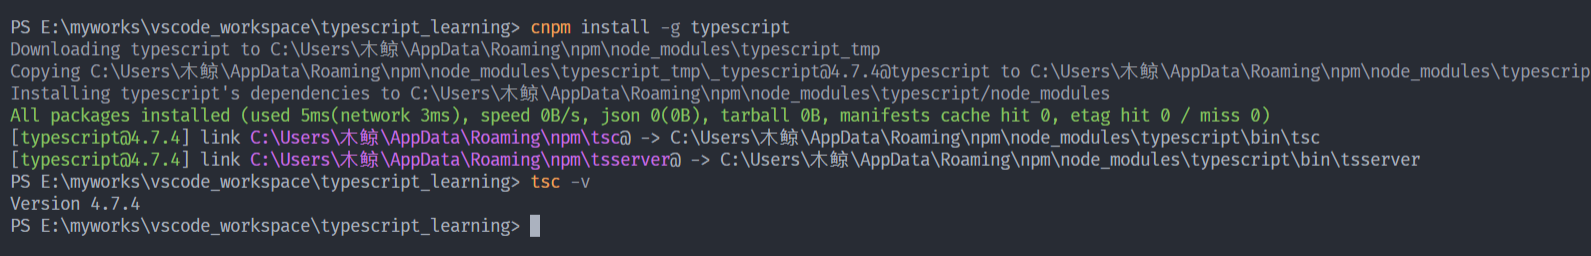 PS E:\myworks\vscode_workspace\typescript_learning> cnpm install -g typescript
Downloading typescript to C:\Users\木鲸\AppData\Roaming\npm\node_modules\typescript_tmp
Copying C:\Users\木鲸\AppData\Roaming\npm\node_modules\typescript_tmp\_typescript@4.7.4@typescript to C:\Users\木鲸\AppData\Roaming\npm\node_modules\typescrip
Installing typescript's dependencies to C:\Users\木鲸\AppData\Roaming\npm\node_modules\typescript/node_modules
All packages installed (used 5ms(network 3ms), speed 0B/s, json 0(0B), tarball 0B, manifests cache hit 0, etag hit 0 / miss 0)
[typescript@4.7.4] link C:\Users\木鲸\AppData\Roaming\npm\tsc@ -> C:\Users\木鲸\AppData\Roaming\npm\node_modules\typescript\bin\tsc
[typescript@4.7.4] link C:\Users\木鲸\AppData\Roaming\npm\tsserver@ -> C:\Users\木鲸\AppData\Roaming\npm\node_modules\typescript\bin\tsserver
PS E:\myworks\vscode_workspace\typescript_learning> tsc -v
Version 4.7.4
PS E:\myworks\vscode_workspace\typescript_learning>